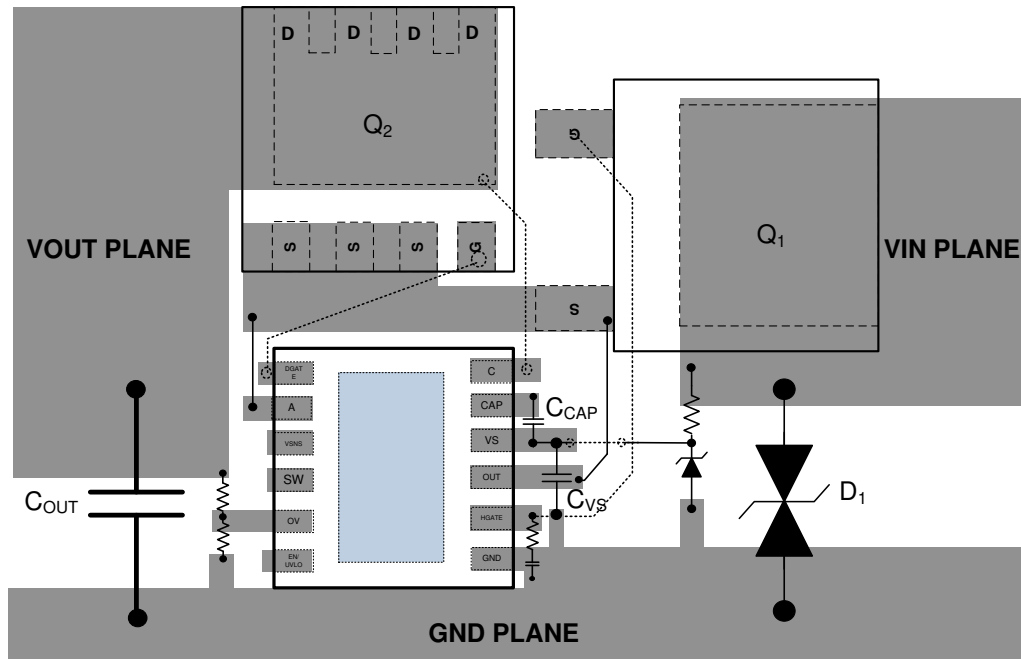 D D D D
Q2
G
Q1
VOUT PLANE
VIN PLANE
S S S G
S
DGAT
E
C
A
CAP
CCAP
VSNS
VS
SW
OUT
COUT
CVS
D1
OV
HGATE
EN/
UVLO
GND
GND PLANE